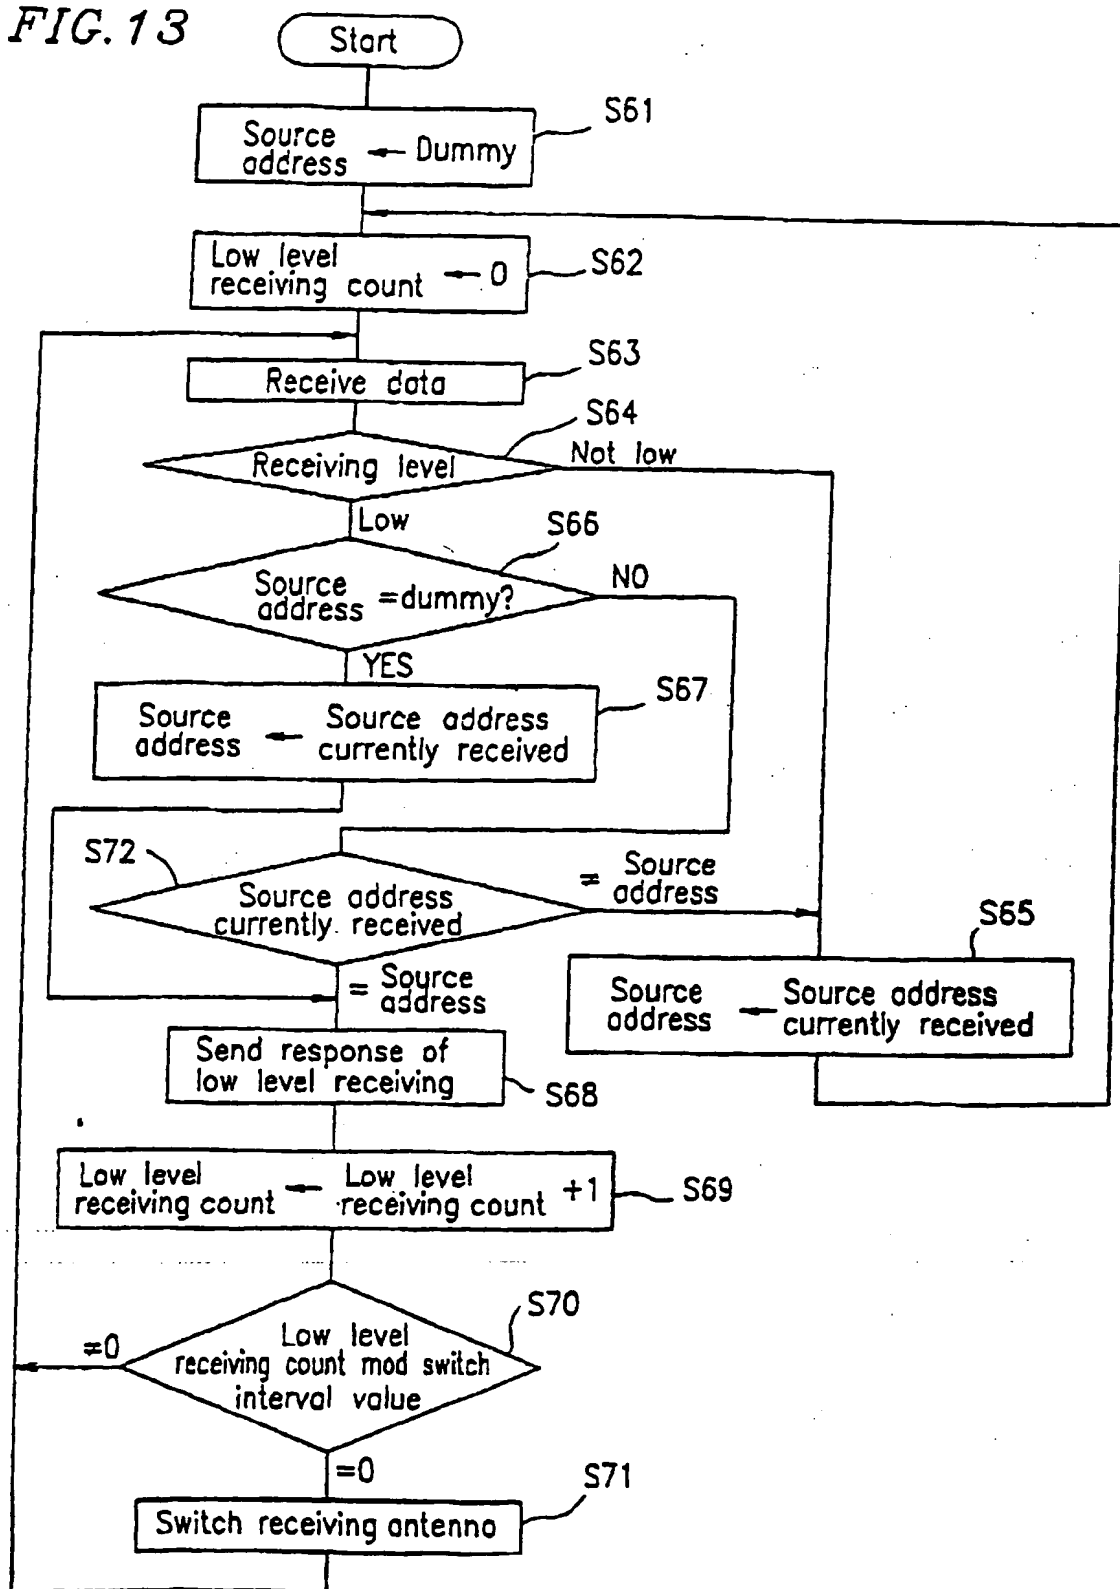 FIG.13
Start
S61
Source address ← Dummy
Low level receiving count ← 0
S62
S63
Receive data
S64
Receiving level
Not low
Low
S66
Source address =dummy?
NO
YES
S67
Source address ← Source address currently received
S72
Source address currently received
≠ Source address
= Source address
S65
Source address ← Source address currently received
Send response of low level receiving
S68
Low level receiving count ← Low level receiving count +1
S69
S70
Low level
receiving count mod switch
interval value
≠0
=0
S71
Switch receiving antenna